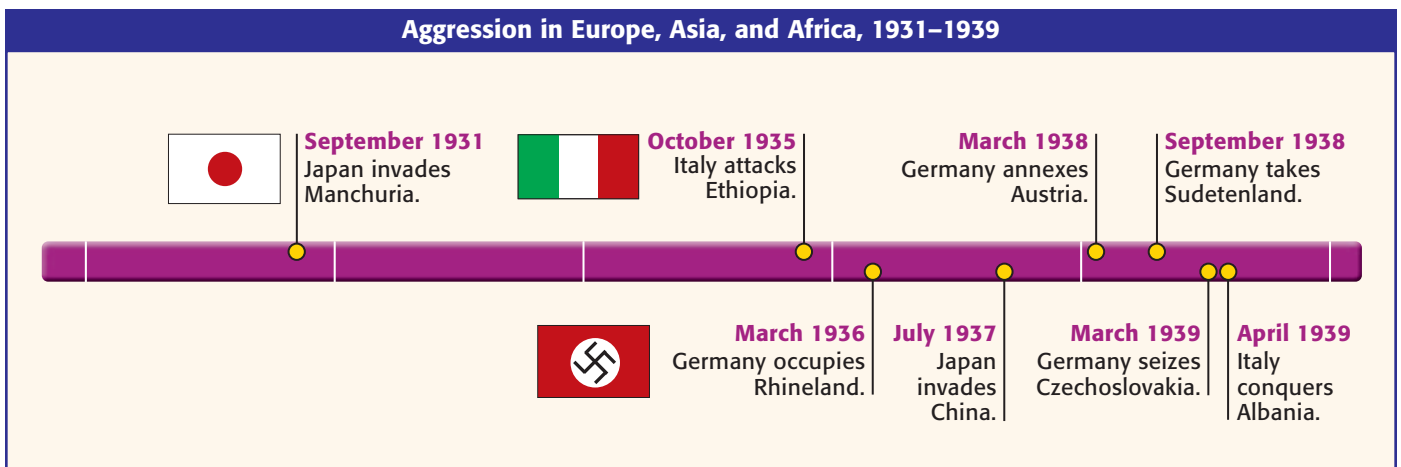 Aggression in Europe, Asia, and Africa, 1931–1939
September 1931
Japan invades
Manchuria.
October 1935
Italy attacks
Ethiopia.
March 1938
Germany annexes
Austria.
September 1938
Germany takes
Sudetenland.
March 1936
Germany occupies
Rhineland.
July 1937
Japan
invades
China.
March 1939
Germany seizes
Czechoslovakia.
April 1939
Italy
conquers
Albania.